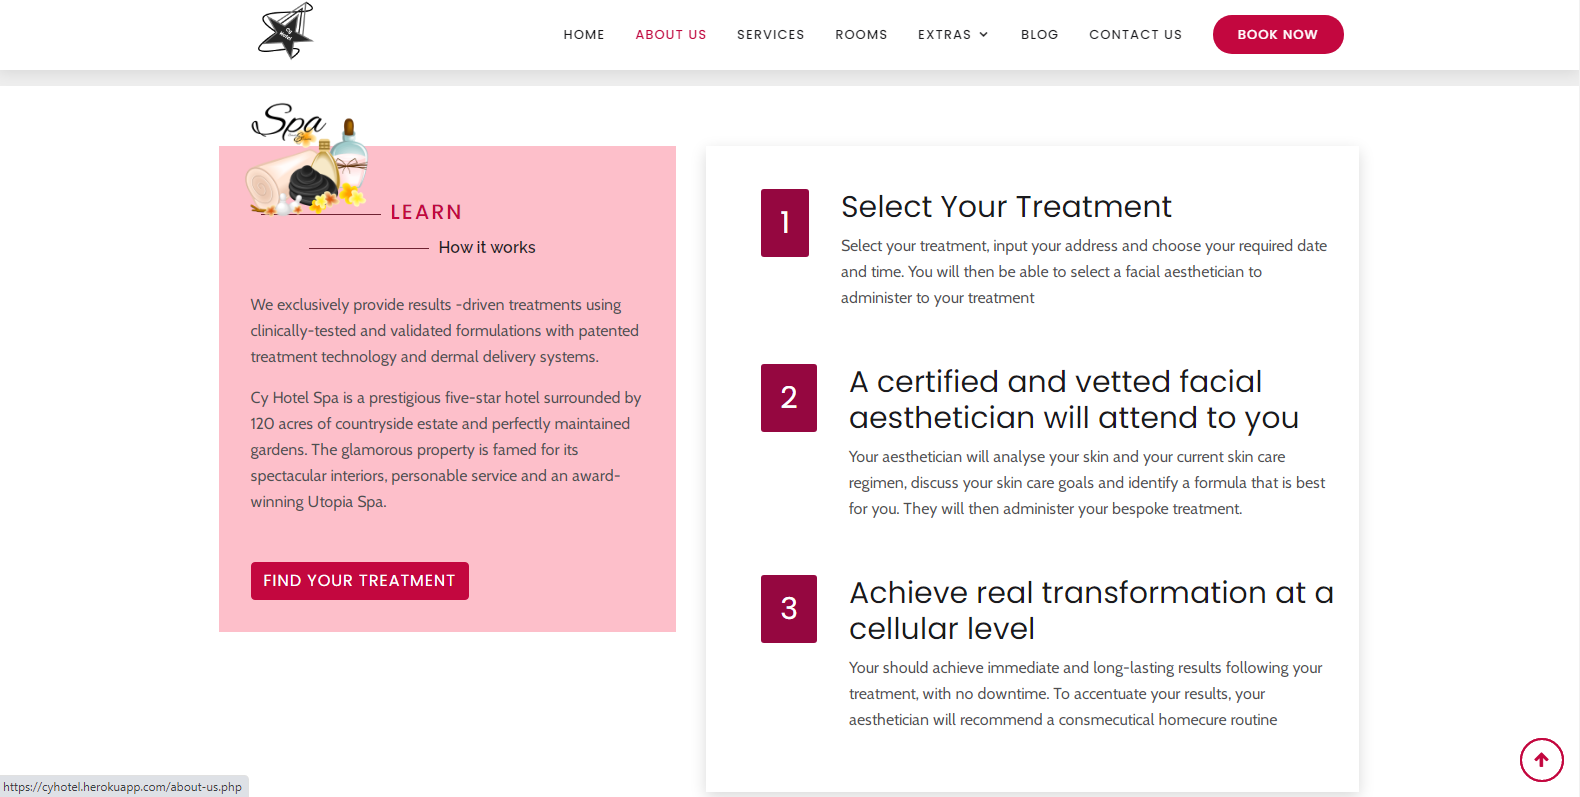 Cy
Hotel
HOME
ABOUT US
SERVICES
ROOMS
EXTRAS
BLOG
CONTACT US
BOOK NOW
Spa
LEARN
How it works
We exclusively provide results -driven treatments using
clinically-tested and validated formulations with patented
treatment technology and dermal delivery systems.
Cy Hotel Spa is a prestigious five-star hotel surrounded by
120 acres of countryside estate and perfectly maintained
gardens. The glamorous property is famed for its
spectacular interiors, personable service and an award-
winning Utopia Spa.
FIND YOUR TREATMENT
1
Select Your Treatment
Select your treatment, input your address and choose your required date
and time. You will then be able to select a facial aesthetician to
administer to your treatment
2
A certified and vetted facial
aesthetician will attend to you
Your aesthetician will analyse your skin and your current skin care
regimen, discuss your skin care goals and identify a formula that is best
for you. They will then administer your bespoke treatment.
3
Achieve real transformation at a
cellular level
Your should achieve immediate and long-lasting results following your
treatment, with no downtime. To accentuate your results, your
aesthetician will recommend a consmecutical homecure routine
https://cyhotel.herokuapp.com/about-us.php